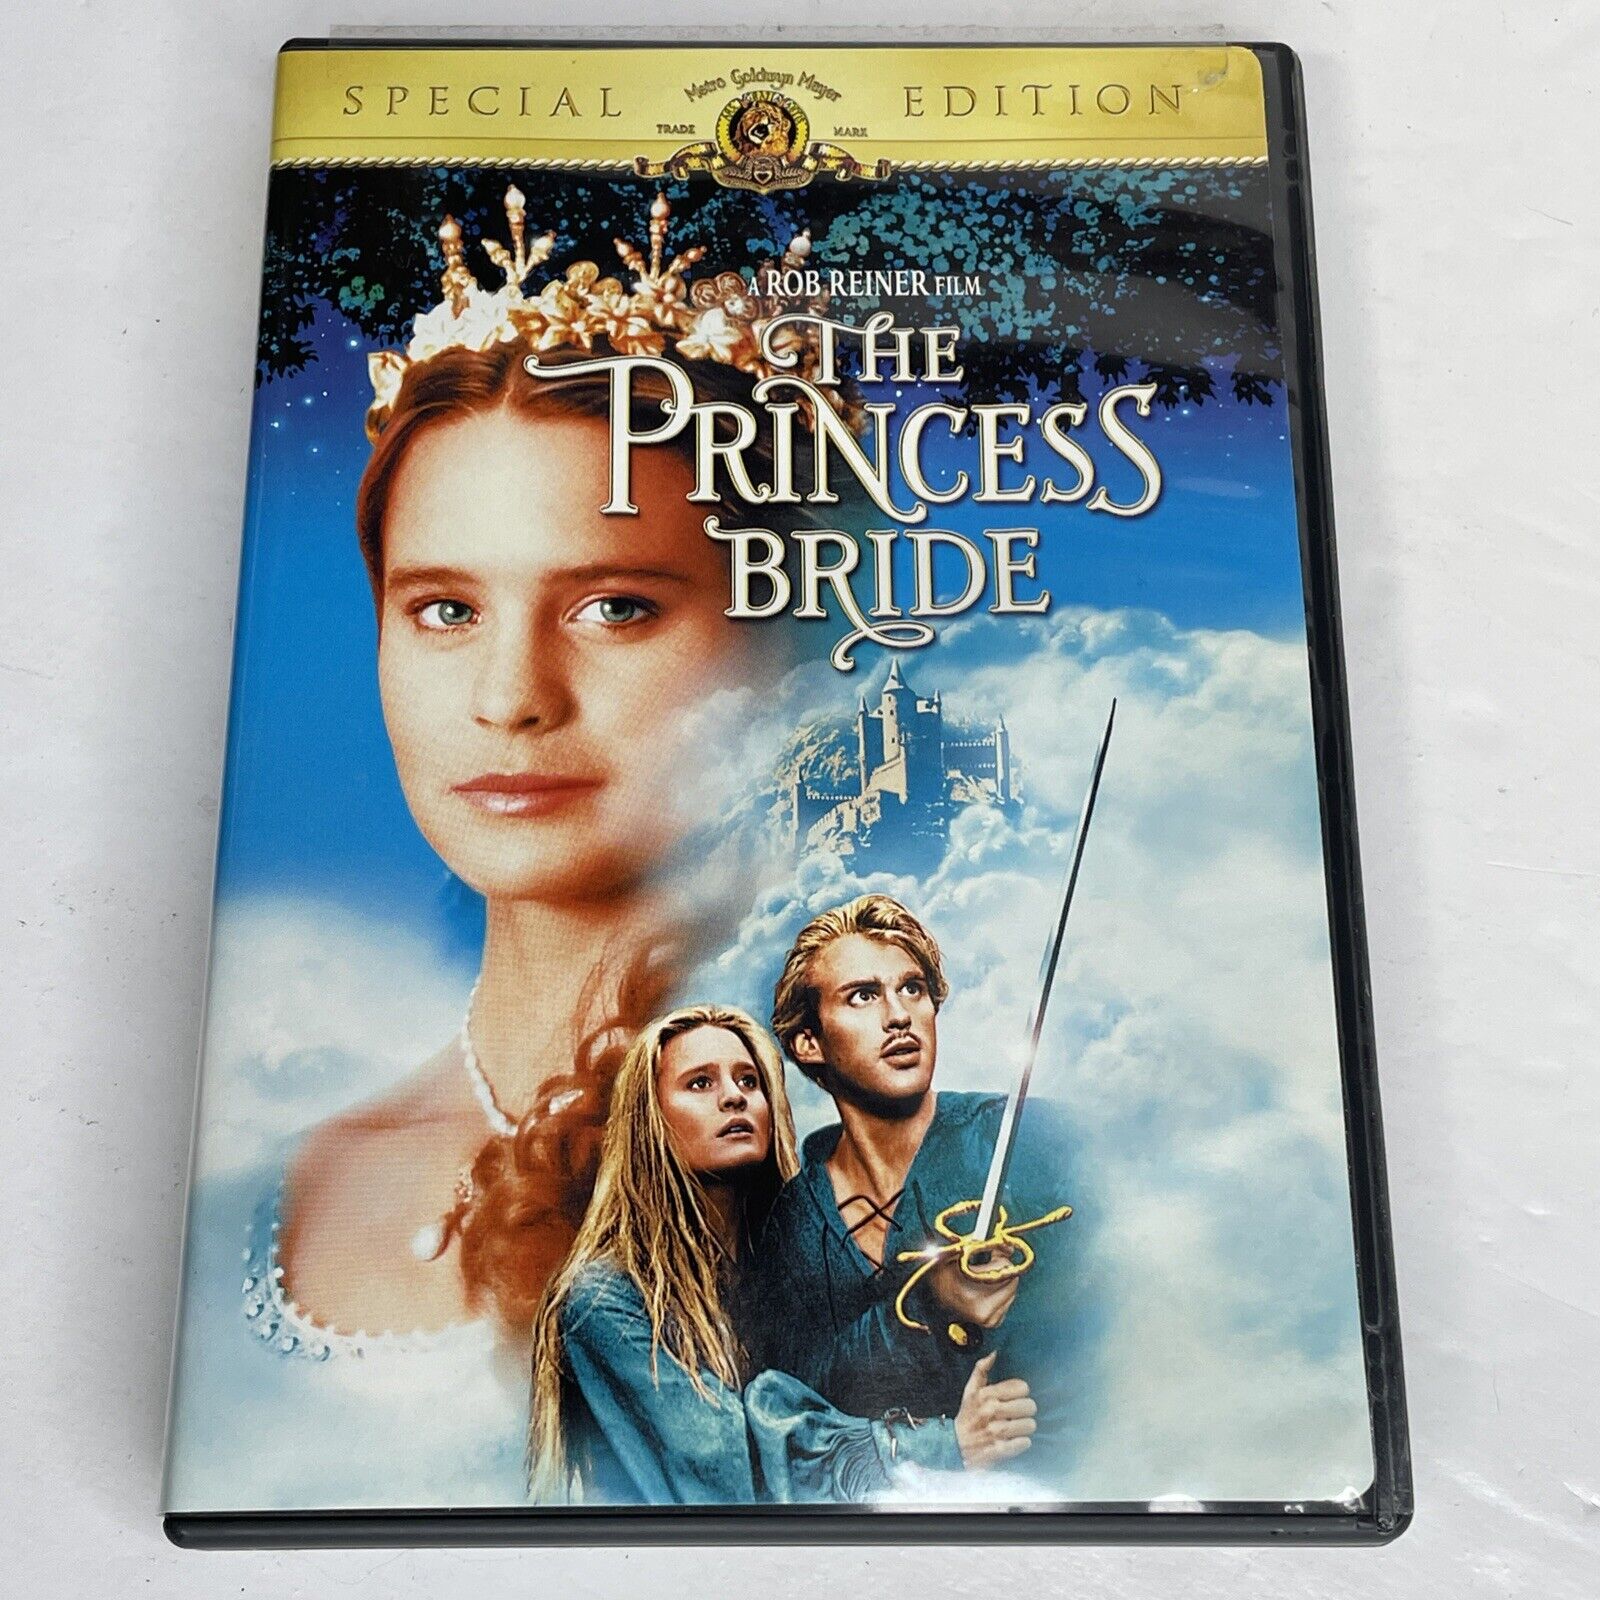 SPECIAL EDITION
Metro Goldwyn Mayer
TRADE MARK
A ROB REINER FILM
THE
PRINCESS
BRIDE